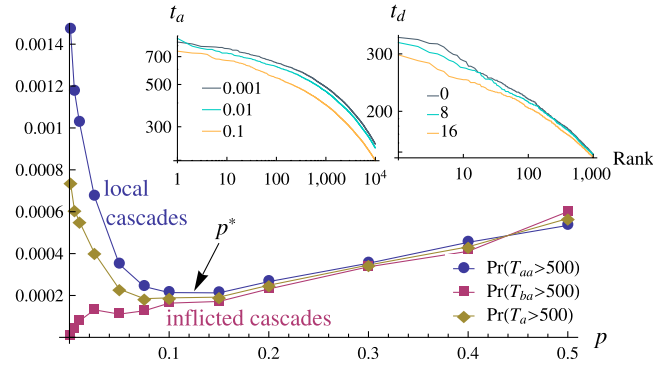 0.0014
0.0012
0.001
0.0008
0.0006
0.0004
0.0002
0.1
0.2
0.3
0.4
0.5
p
local
cascades
p*
inflicted cascades
Pr(T_aa>500)
Pr(T_ba>500)
Pr(T_a>500)
t_a
700
500
300
0.001
0.01
0.1
1
10
100
1,000
10^4
t_d
300
200
0
8
16
1
10
100
1,000
Rank